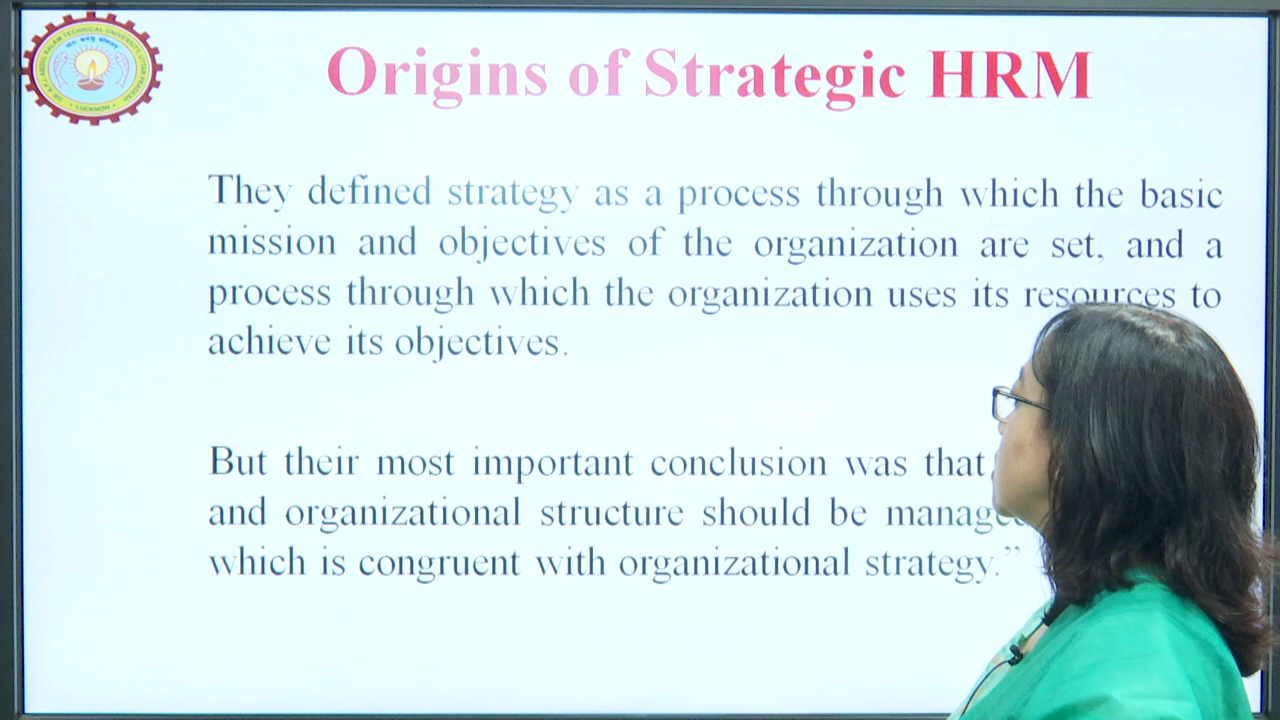 Origins of Strategic HRM
They defined strategy as a process through which the basic
mission and objectives of the organization are set, and a
process through which the organization uses its resources to
achieve its objectives.
But their most important conclusion was that
and organizational structure should be
which is congruent with organizational strategy.”
LUCKNOW